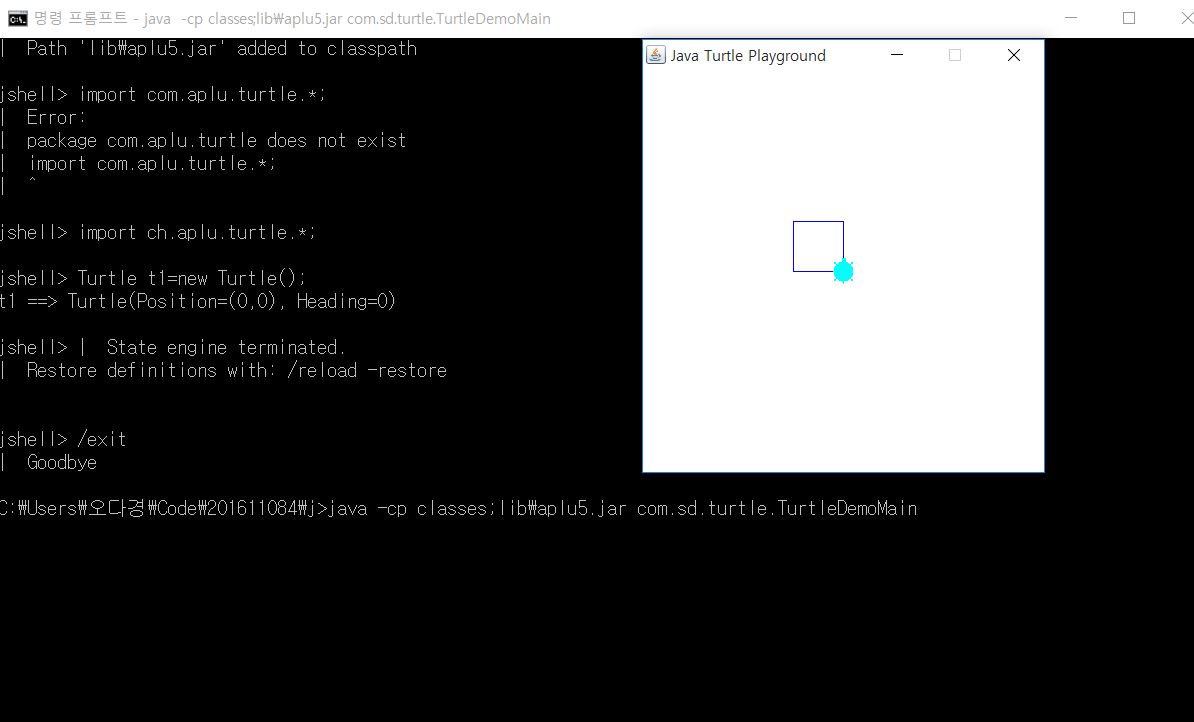 명령 프롬프트 - java  -cp classes;lib\aplu5.jar com.sd.turtle.TurtleDemoMain
|  Path 'lib₩aplu5.jar' added to classpath
jshell> import com.aplu.turtle.*;
|  Error:
|  package com.aplu.turtle does not exist
|  import com.aplu.turtle.*;
|  ^
jshell> import ch.aplu.turtle.*;
jshell> Turtle t1=new Turtle();
t1 ==> Turtle(Position=(0,0), Heading=0)
jshell> |  State engine terminated.
|  Restore definitions with: /reload -restore
jshell> /exit
|  Goodbye
C:₩Users₩오다경₩Code₩201611084₩j>java -cp classes;lib₩aplu5.jar com.sd.turtle.TurtleDemoMain
Java Turtle Playground